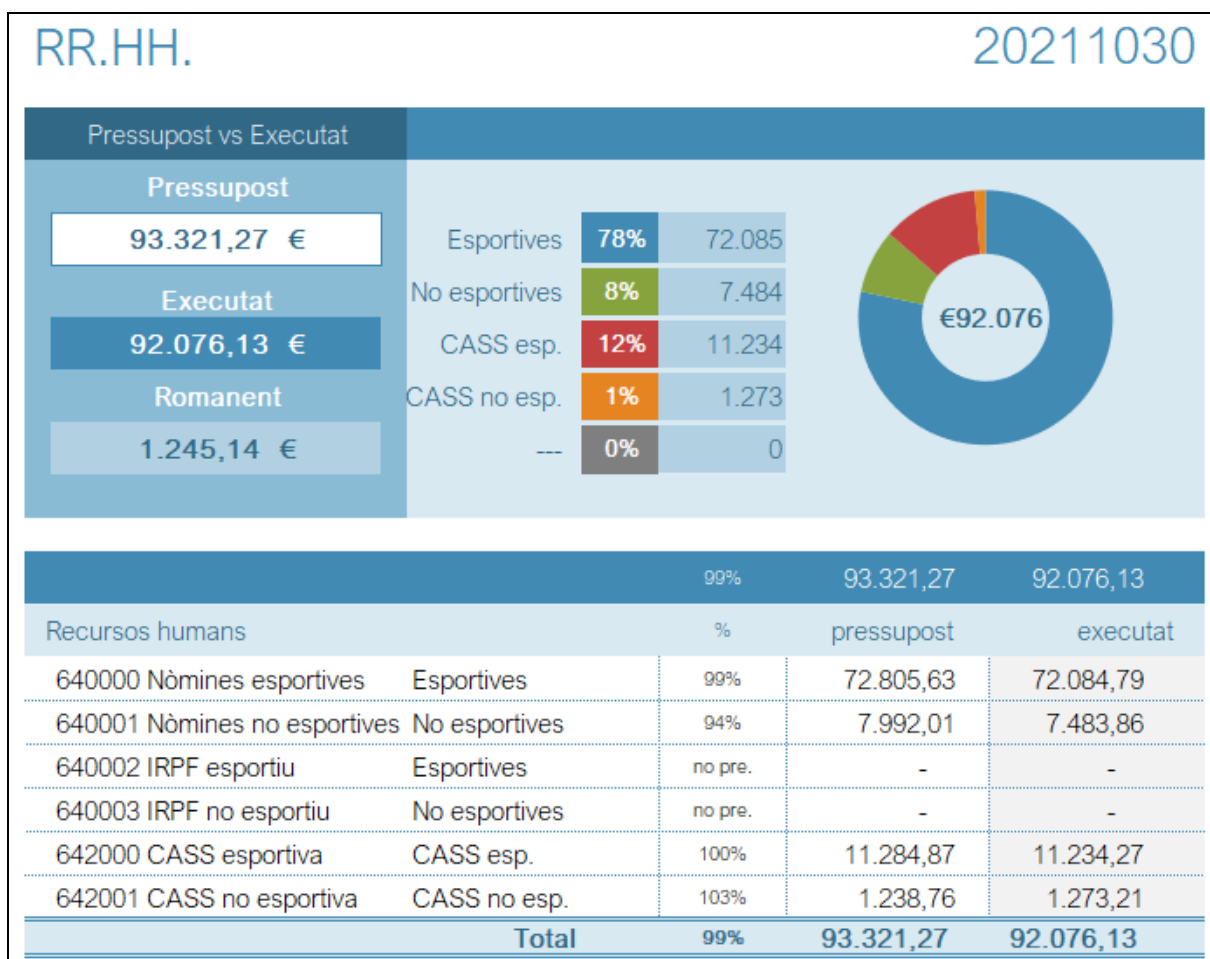 RR.HH. 20211030
Pressupost vs Executat
Pressupost
93.321,27 €
Executat
92.076,13 €
Romanent
1.245,14 €
Esportives 78% 72.085
No esportives 8% 7.484
CASS esp. 12% 11.234
CASS no esp. 1% 1.273
--- 0% 0
€92.076
99% 93.321,27 92.076,13
Recursos humans % pressupost executat
640000 Nòmines esportives Esportives 99% 72.805,63 72.084,79
640001 Nòmines no esportives No esportives 94% 7.992,01 7.483,86
640002 IRPF esportiu Esportives no pre. - -
640003 IRPF no esportiu No esportives no pre. - -
642000 CASS esportiva CASS esp. 100% 11.284,87 11.234,27
642001 CASS no esportiva CASS no esp. 103% 1.238,76 1.273,21
Total 99% 93.321,27 92.076,13